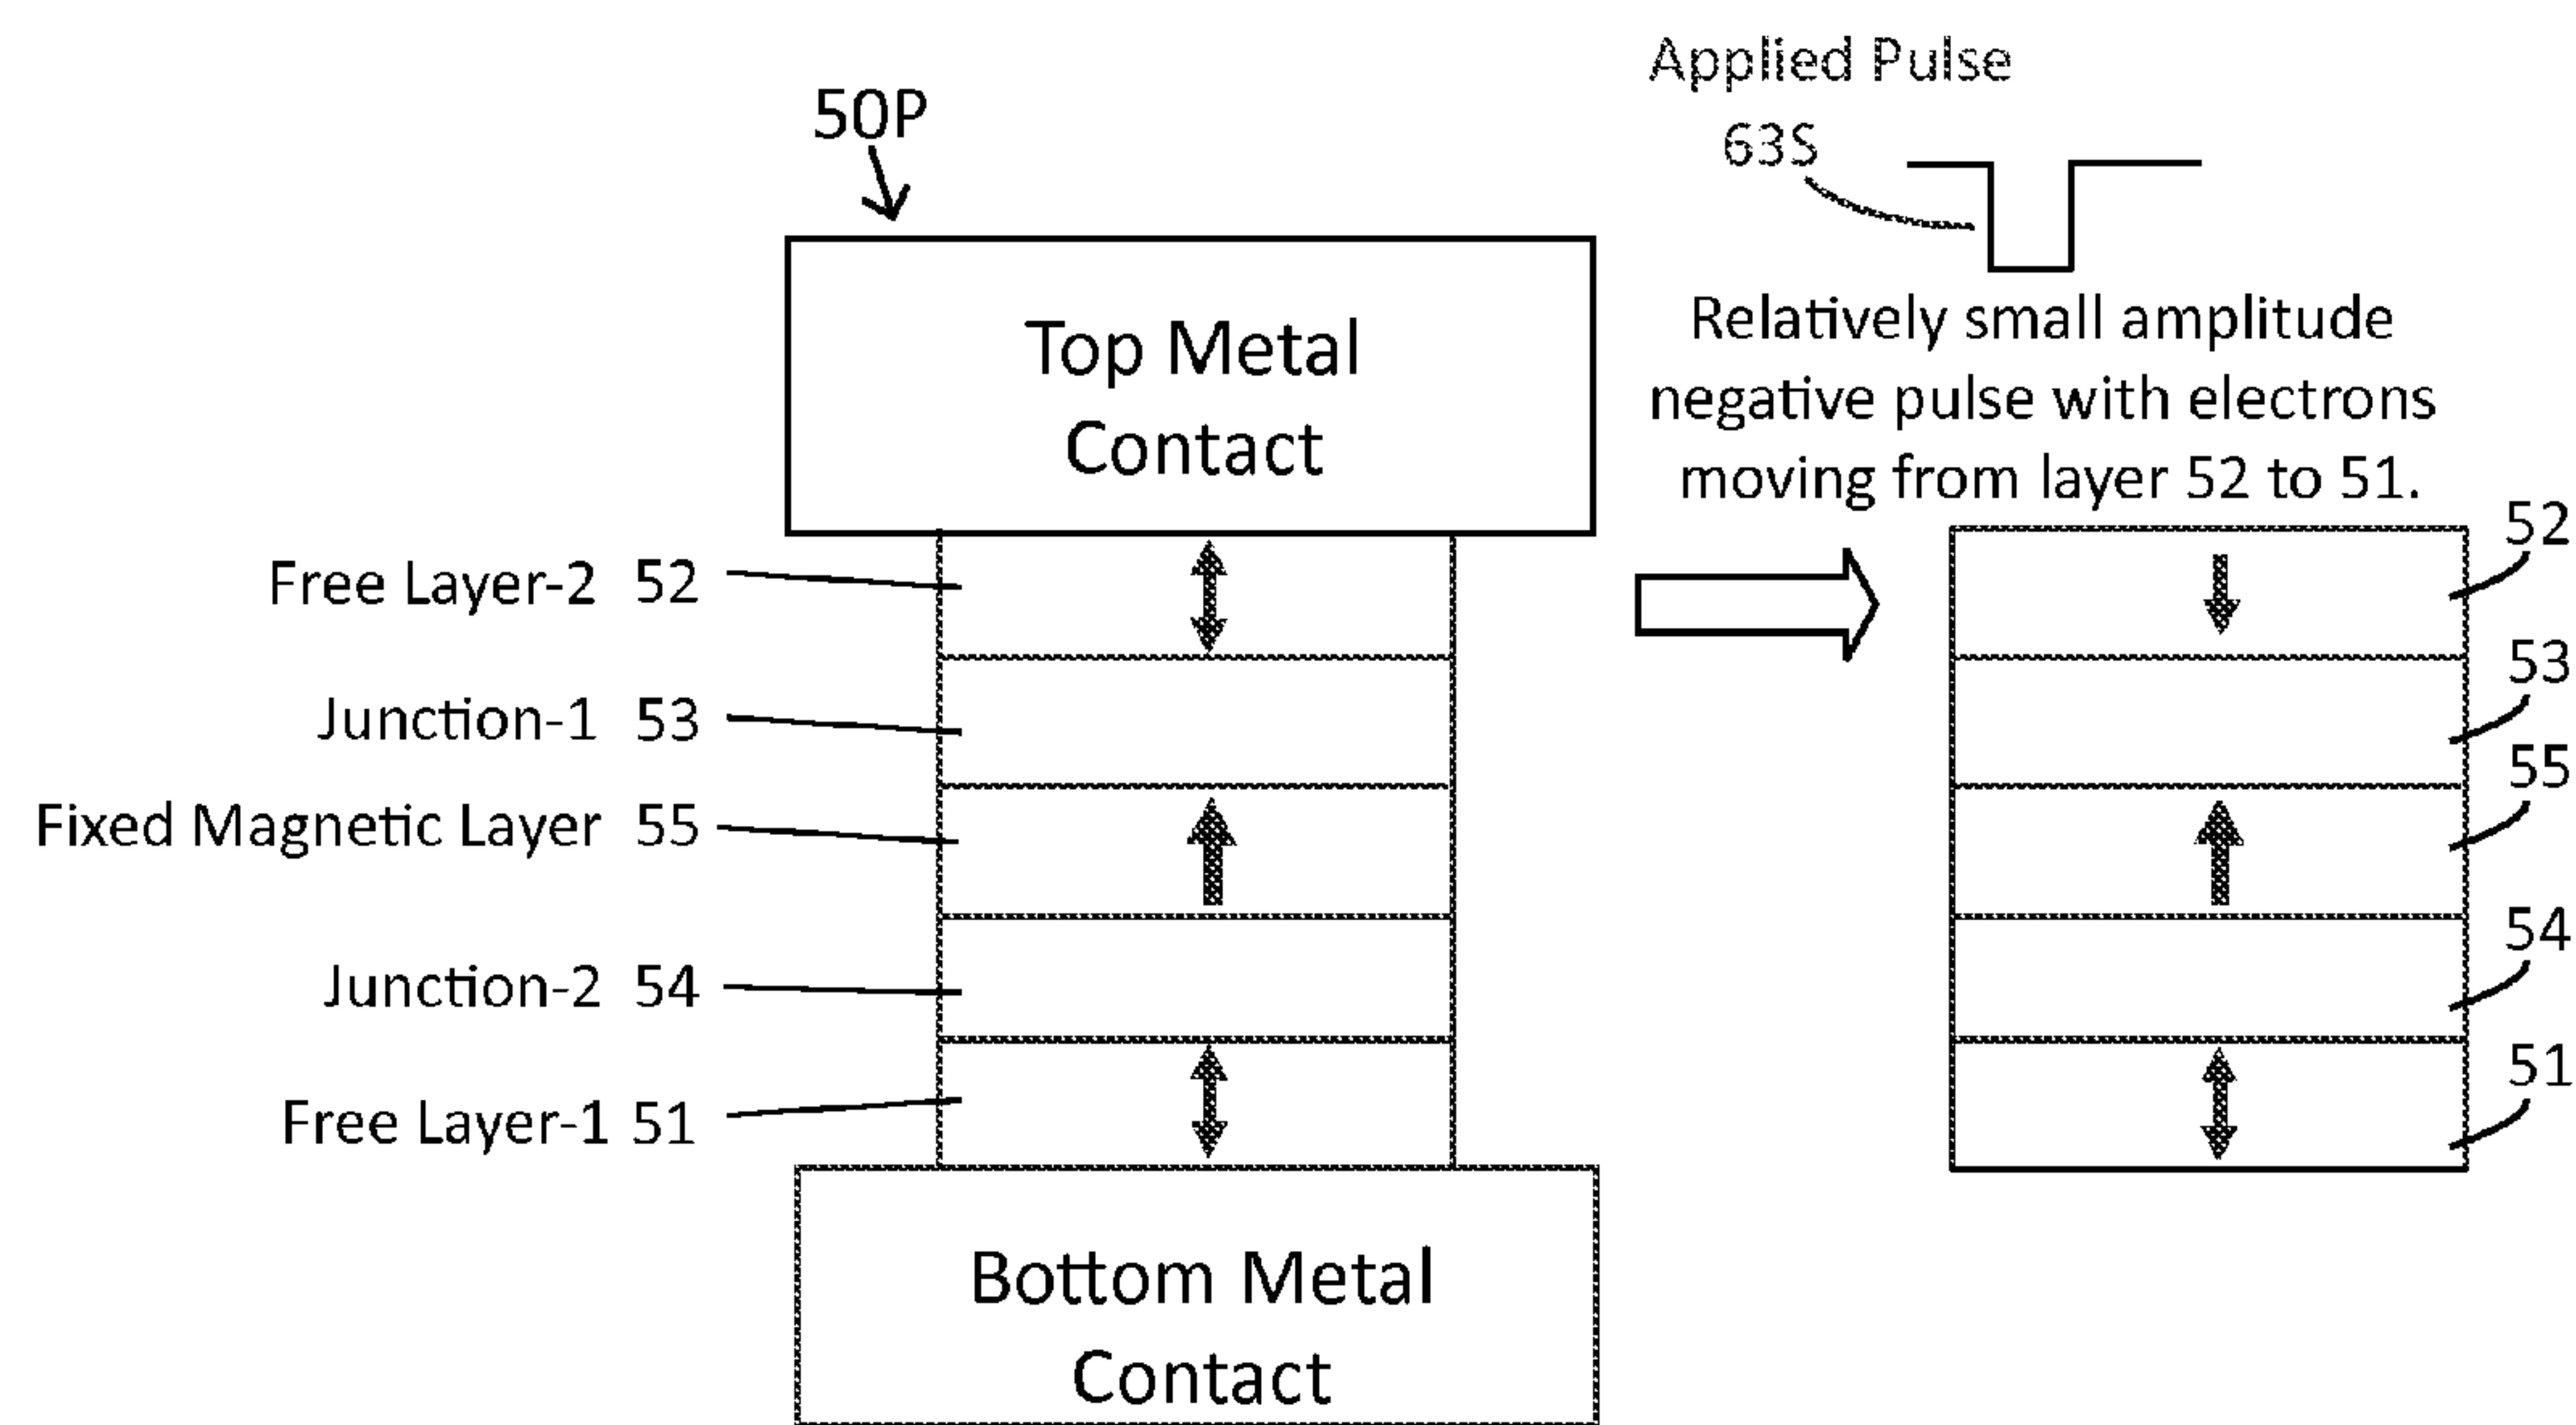 50P
Applied Pulse
63S
Top Metal
Contact
Relatively small amplitude
negative pulse with electrons
moving from layer 52 to 51.
Free Layer-2 52
Junction-1 53
Fixed Magnetic Layer 55
Junction-2 54
Free Layer-1 51
Bottom Metal
Contact
52
53
55
54
51